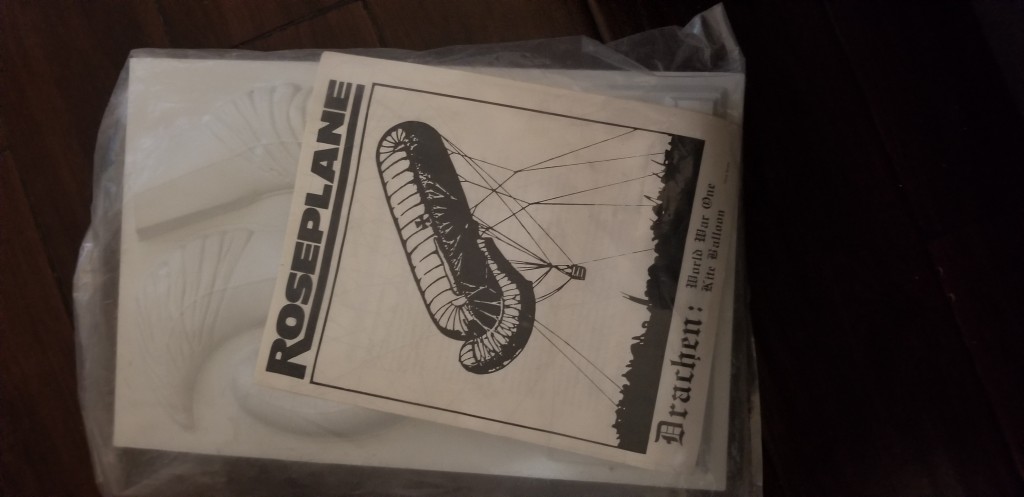 ROSEPLANE
Drachen: World War One
Kite Balloon